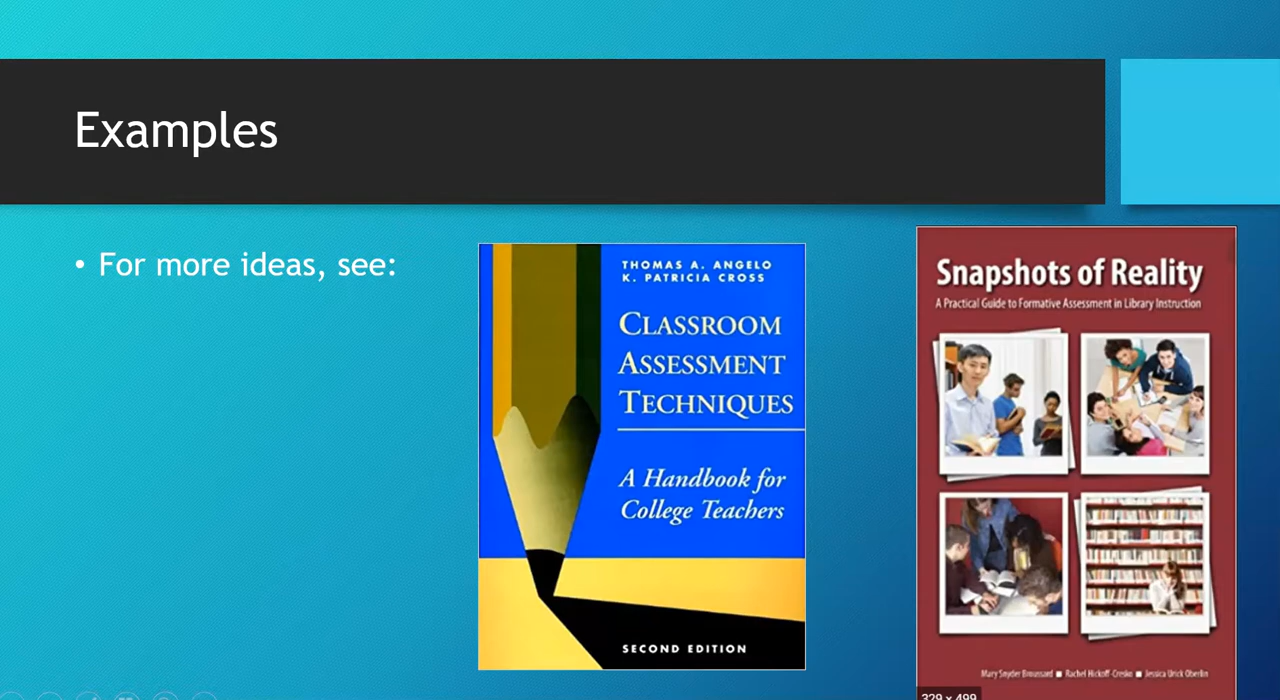 Examples
• For more ideas, see:
THOMAS A. ANGELO
K. PATRICIA CROSS
CLASSROOM
ASSESSMENT
TECHNIQUES
A Handbook for
College Teachers
SECOND EDITION
Snapshots of Reality
A Practical Guide to Formative Assessment in Library Instruction
Mary Snyder Broussard ■ Rachel Hickoff-Cresko ■ Jessica Urick Oberlin
329 x 499